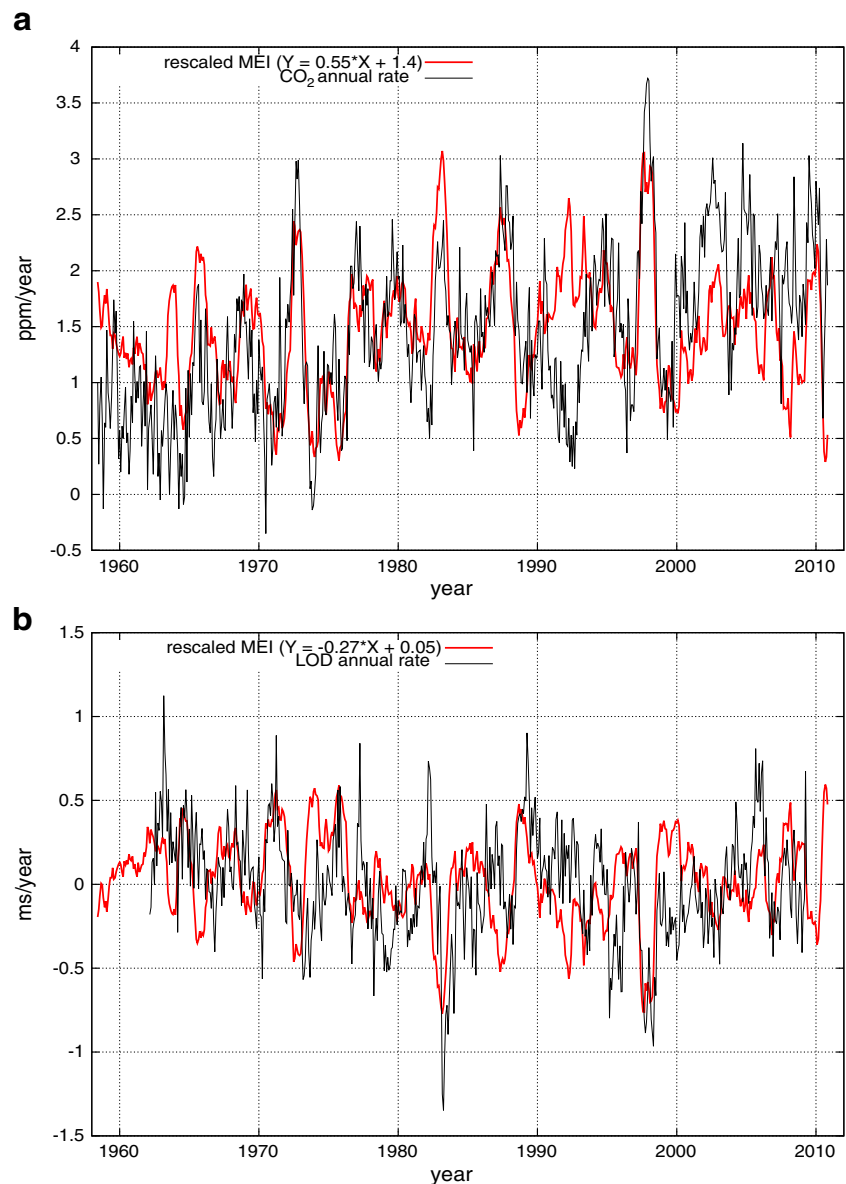 a
rescaled MEI (Y = 0.55*X + 1.4)
CO2 annual rate
4
3.5
3
2.5
2
1.5
1
0.5
0
-0.5
ppm/year
1960 1970 1980 1990 2000 2010
year
b
rescaled MEI (Y = -0.27*X + 0.05)
LOD annual rate
1.5
1
0.5
0
-0.5
-1
-1.5
ms/year
1960 1970 1980 1990 2000 2010
year